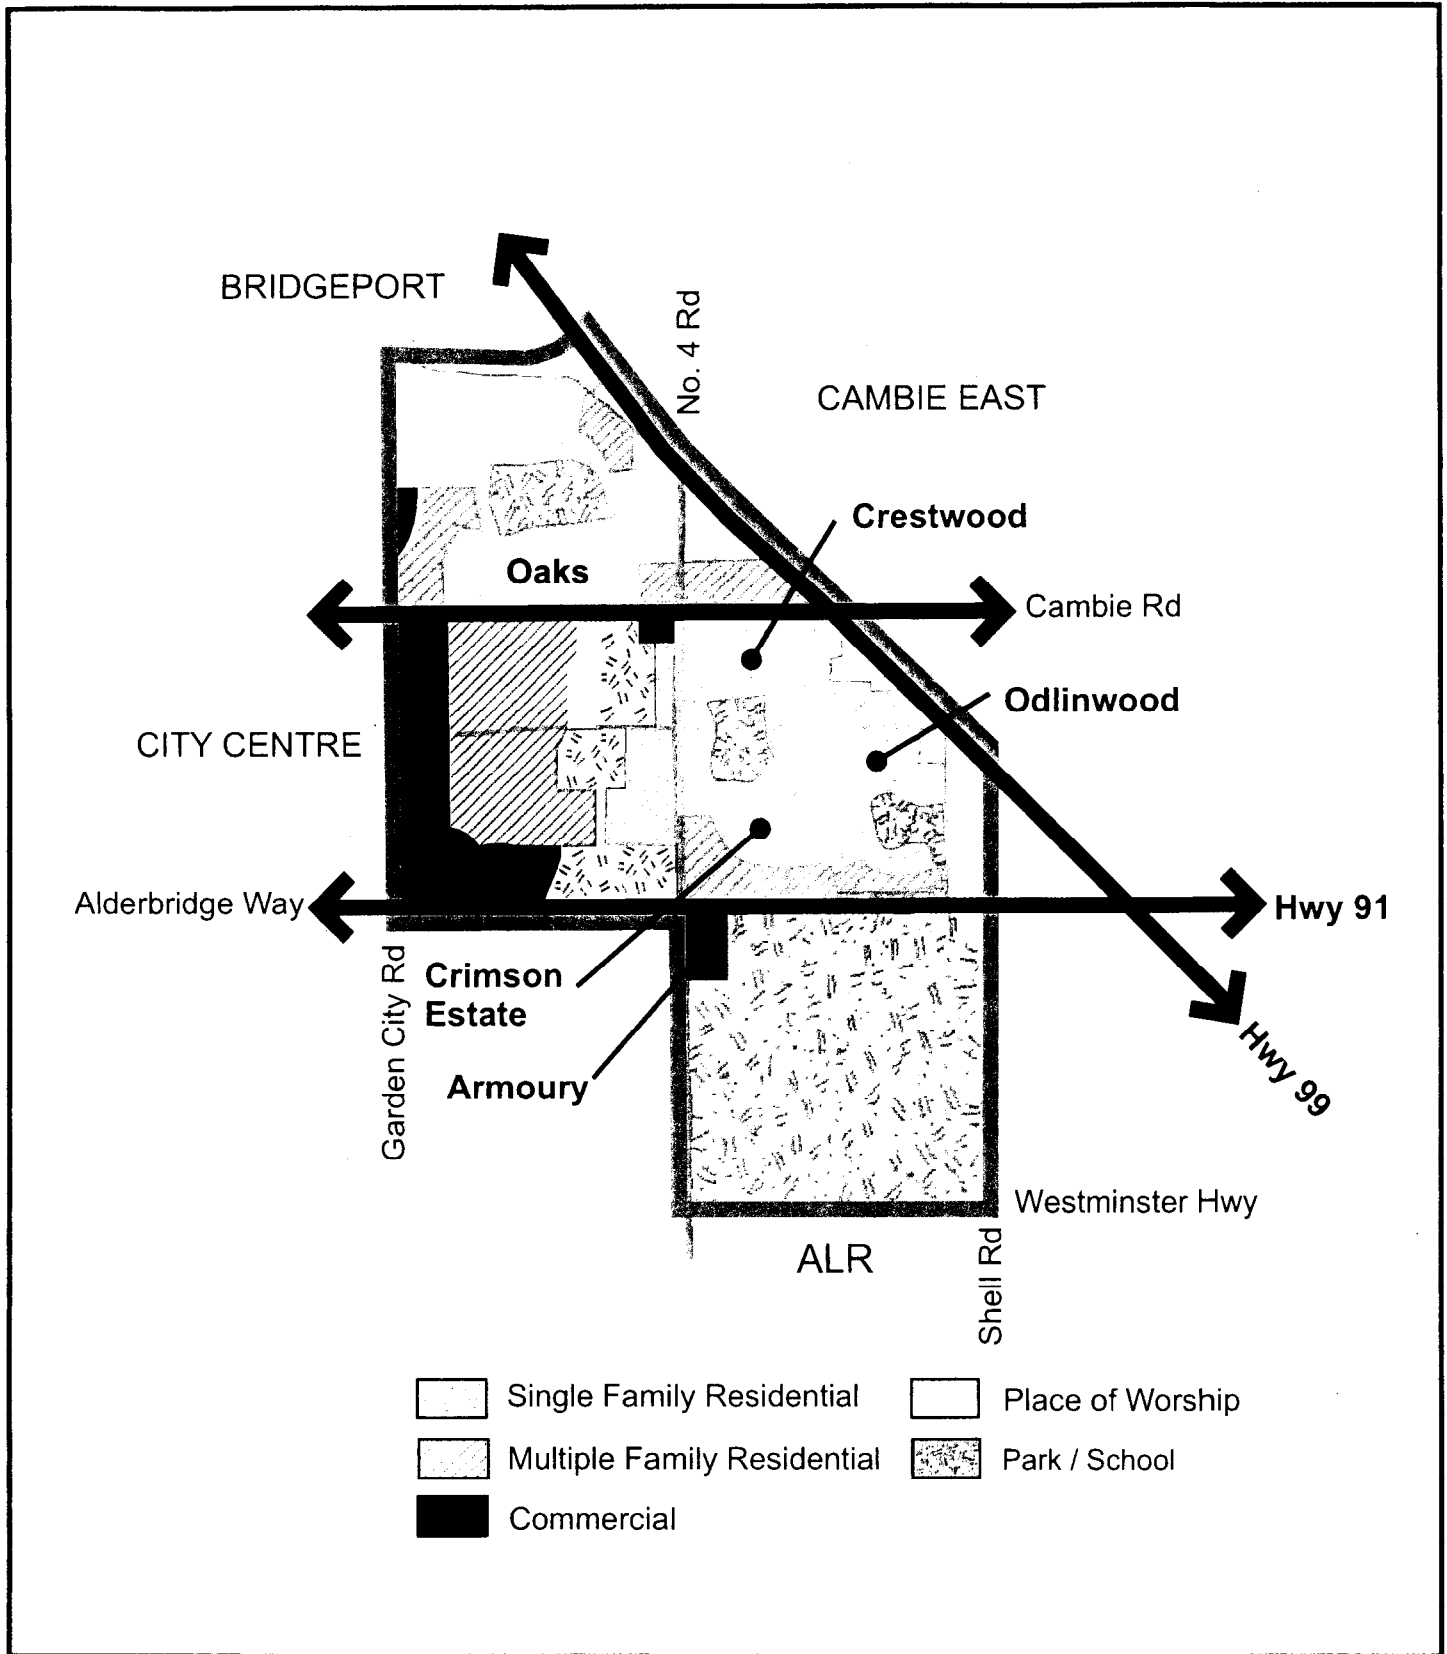 BRIDGEPORT
No. 4 Rd
CAMBIE EAST
Crestwood
Oaks
Cambie Rd
Odlinwood
CITY CENTRE
Alderbridge Way
Hwy 91
Garden City Rd
Crimson
Estate
Armoury
Hwy 99
Westminster Hwy
ALR
Shell Rd
Single Family Residential
Place of Worship
Multiple Family Residential
Park / School
Commercial